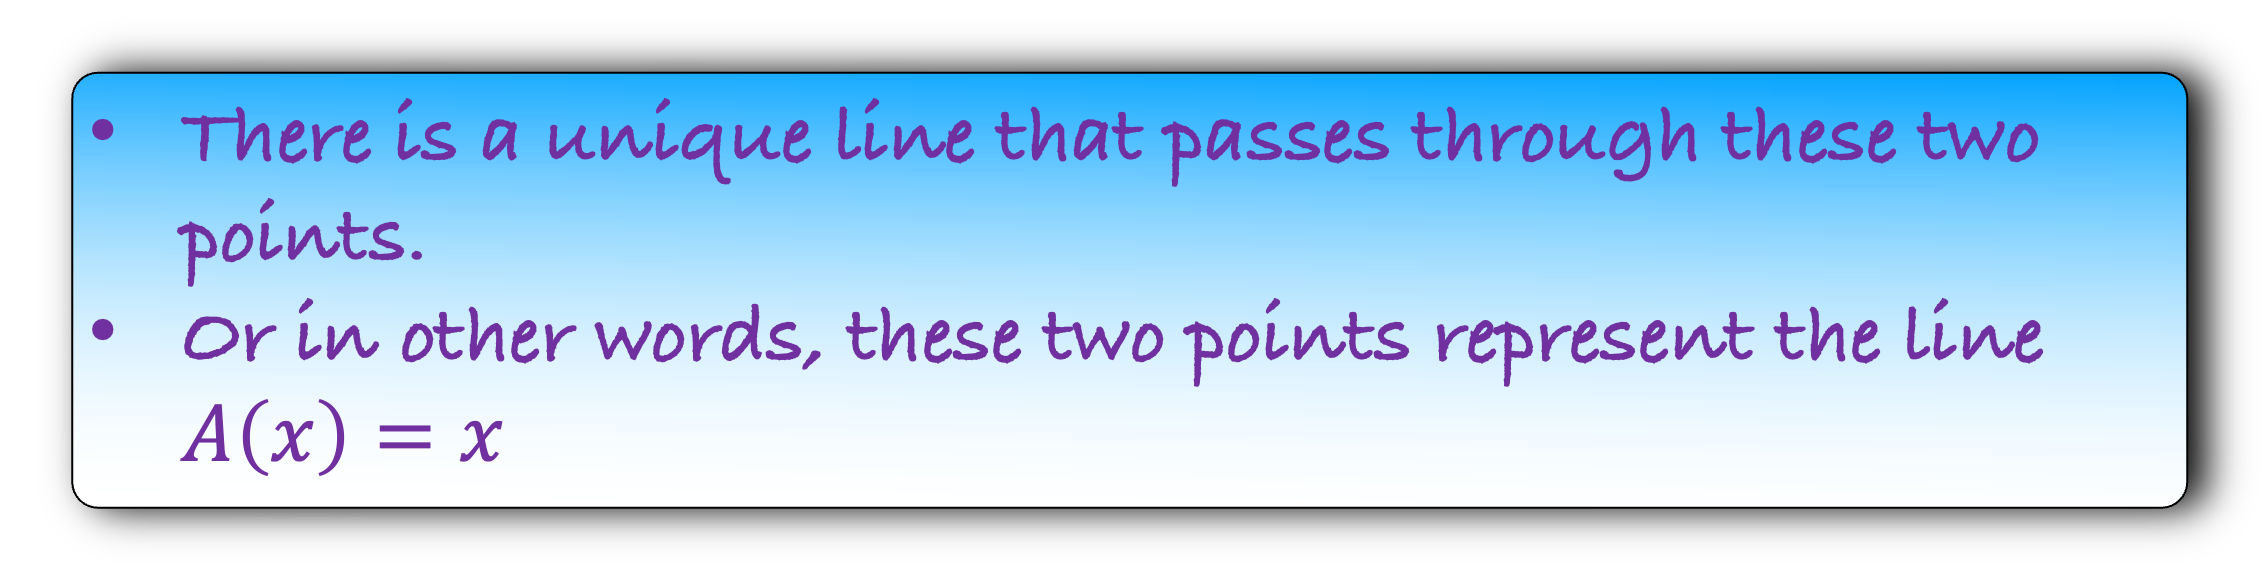 • There is a unique line that passes through these two
points.
• Or in other words, these two points represent the line
A(x) = x